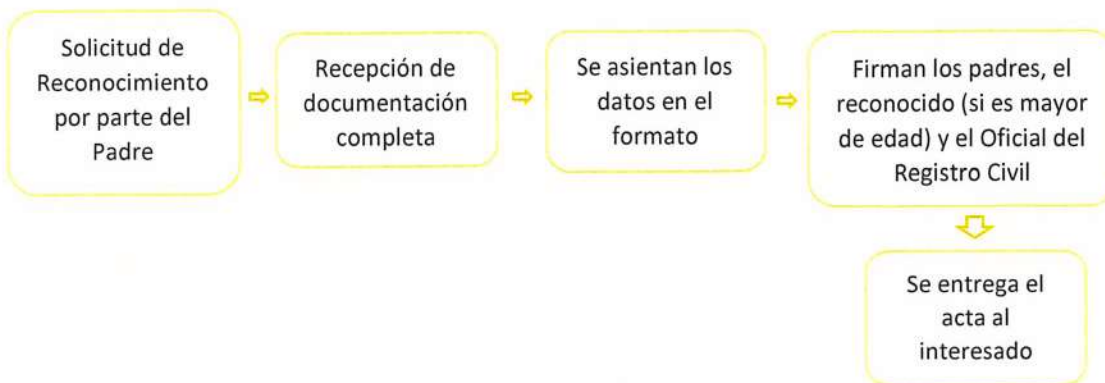 Solicitud de
Reconocimiento
por parte del
Padre
Recepción de
documentación
completa
Se asientan los
datos en el
formato
Firman los padres, el
reconocido (si es mayor
de edad) y el Oficial del
Registro Civil
Se entrega el
acta al
interesado